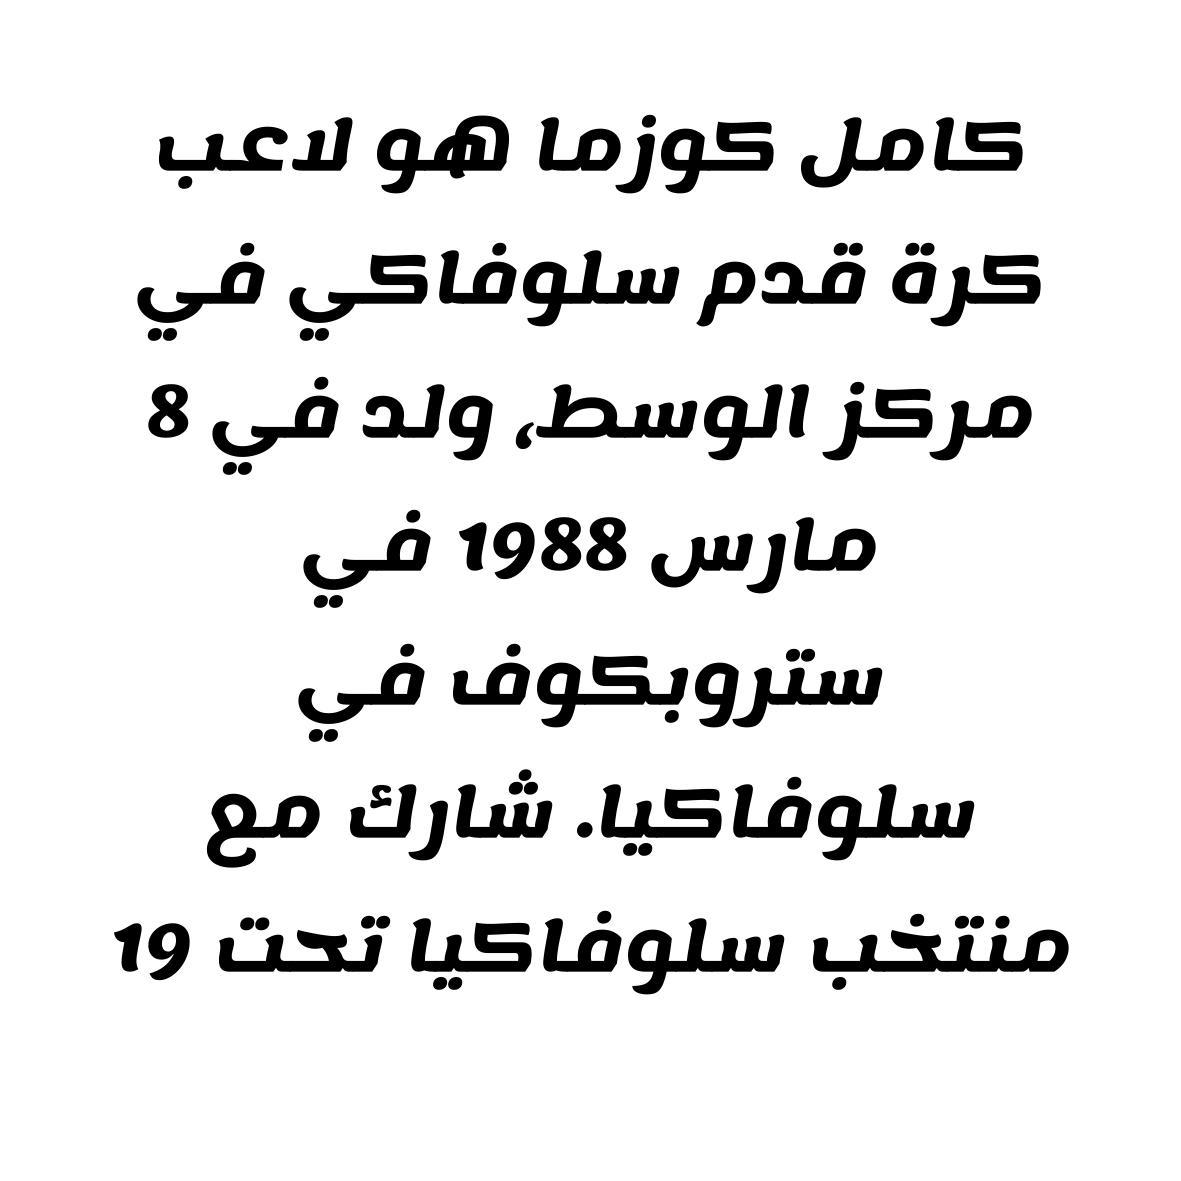 كامل كوزما هو لاعب
كرة قدم سلوفاكي في
مركز الوسط، ولد في 8
مارس 1988 في
ستروبكوف في
سلوفاكيا. شارك مع
منتخب سلوفاكيا تحت 19